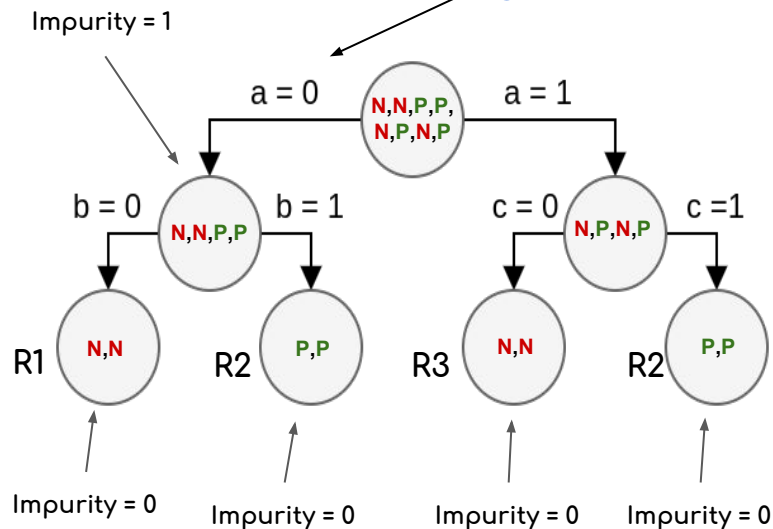 Impurity = 1
a = 0
N,N,P,P,
N,P,N,P
a = 1
b = 0
N,N,P,P
b = 1
c = 0
N,P,N,P
c =1
R1
N,N
R2
P,P
R3
N,N
R2
P,P
Impurity = 0
Impurity = 0
Impurity = 0
Impurity = 0